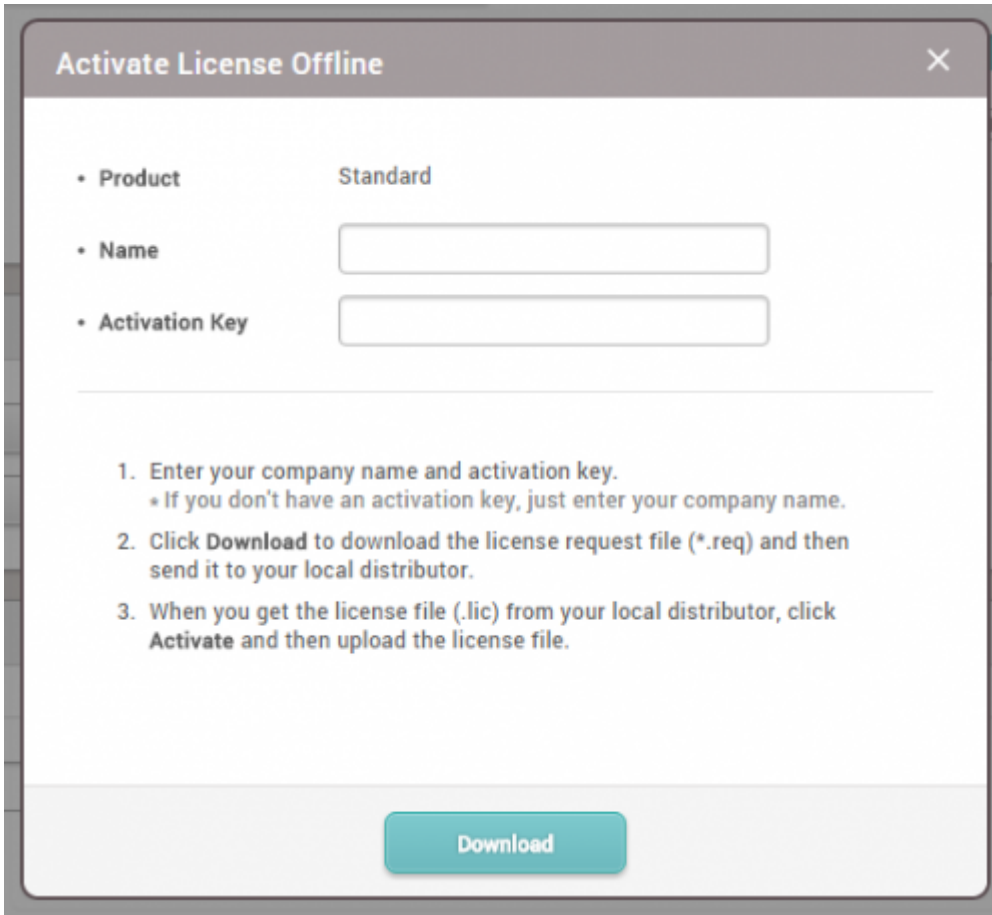 Activate License Offline
• Product Standard
• Name
• Activation Key
1. Enter your company name and activation key.
* If you don't have an activation key, just enter your company name.
2. Click Download to download the license request file (*.req) and then
send it to your local distributor.
3. When you get the license file (.lic) from your local distributor, click
Activate and then upload the license file.
Download